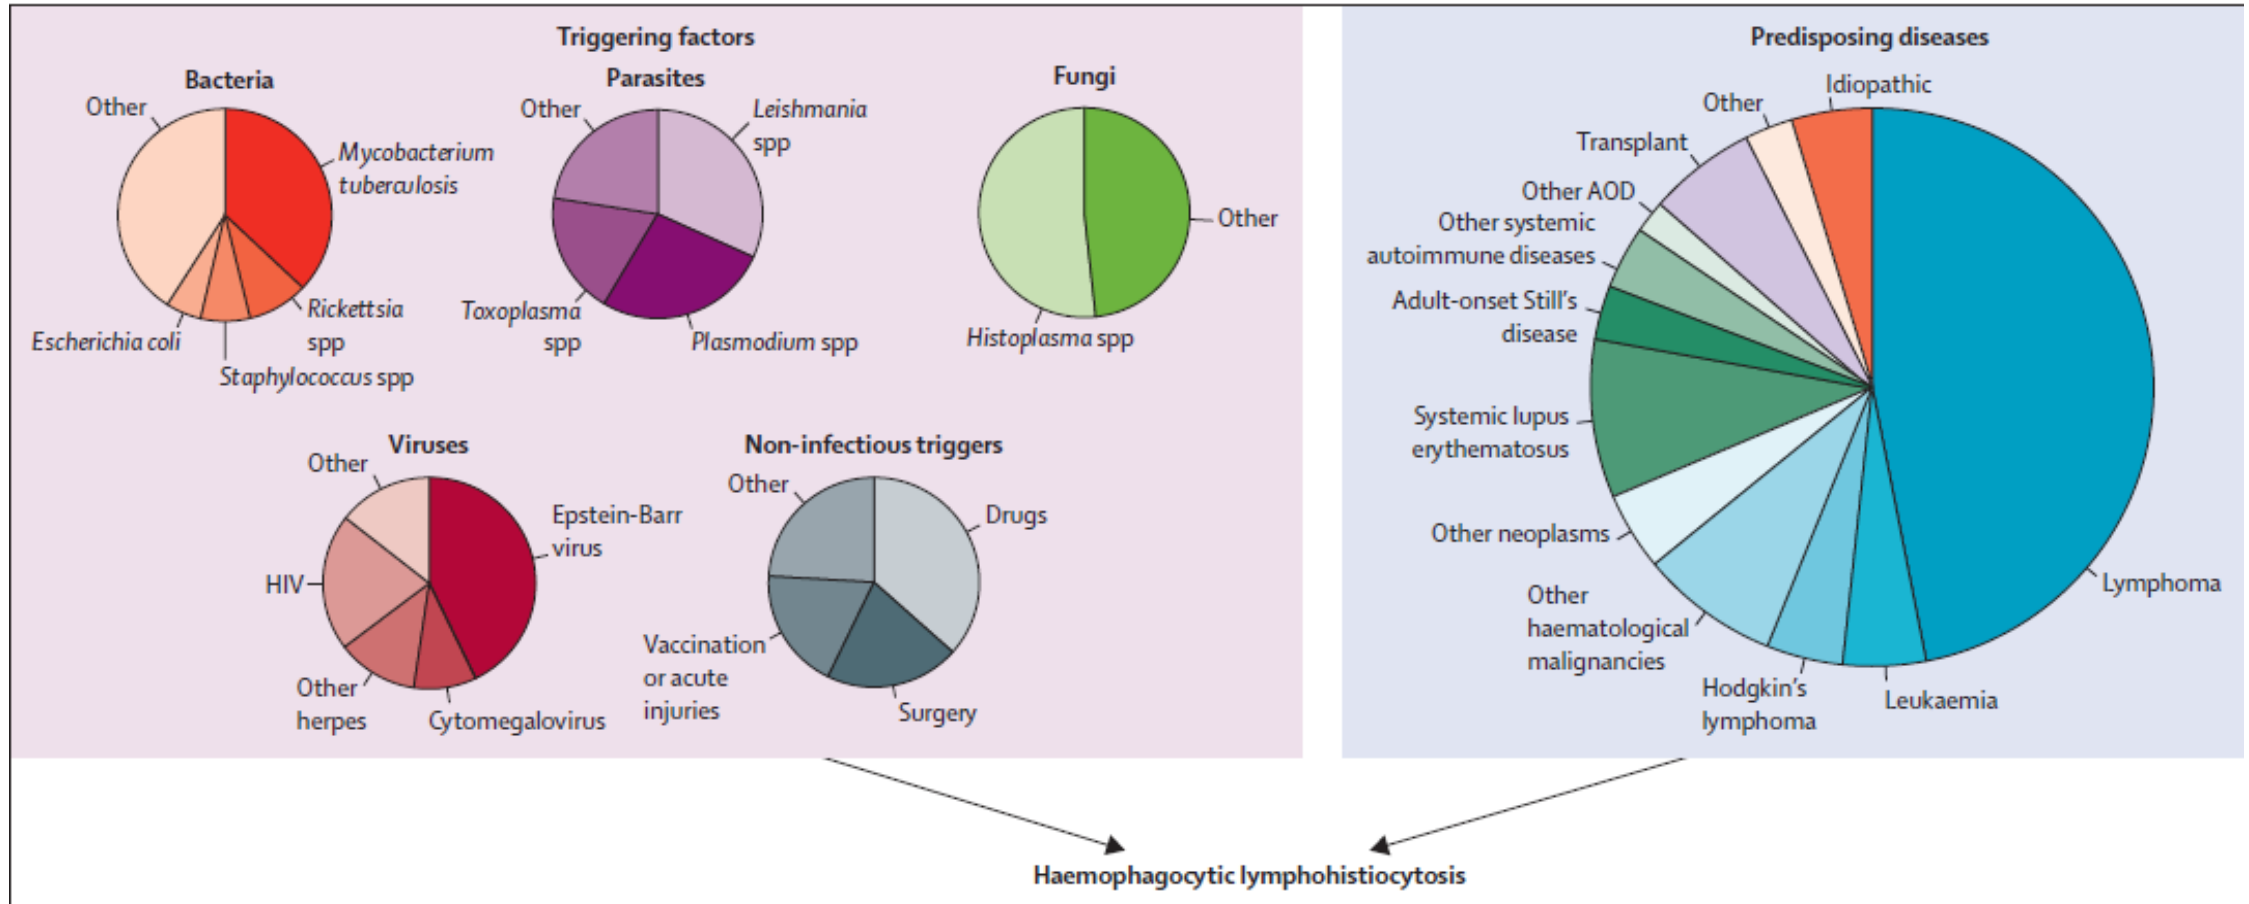 Triggering factors
Bacteria
Other
Mycobacterium
tuberculosis
Rickettsia
spp
Staphylococcus spp
Escherichia coli
Parasites
Other
Leishmania
spp
Toxoplasma
spp
Plasmodium spp
Fungi
Other
Histoplasma spp
Viruses
Other
Epstein-Barr
virus
HIV
Other
herpes
Cytomegalovirus
Non-infectious triggers
Other
Drugs
Vaccination
or acute
injuries
Surgery
Predisposing diseases
Idiopathic
Other
Transplant
Other AOD
Other systemic
autoimmune diseases
Adult-onset Still's
disease
Systemic lupus
erythematosus
Other neoplasms
Other
haematological
malignancies
Hodgkin's
lymphoma
Leukaemia
Lymphoma
Haemophagocytic lymphohistiocytosis